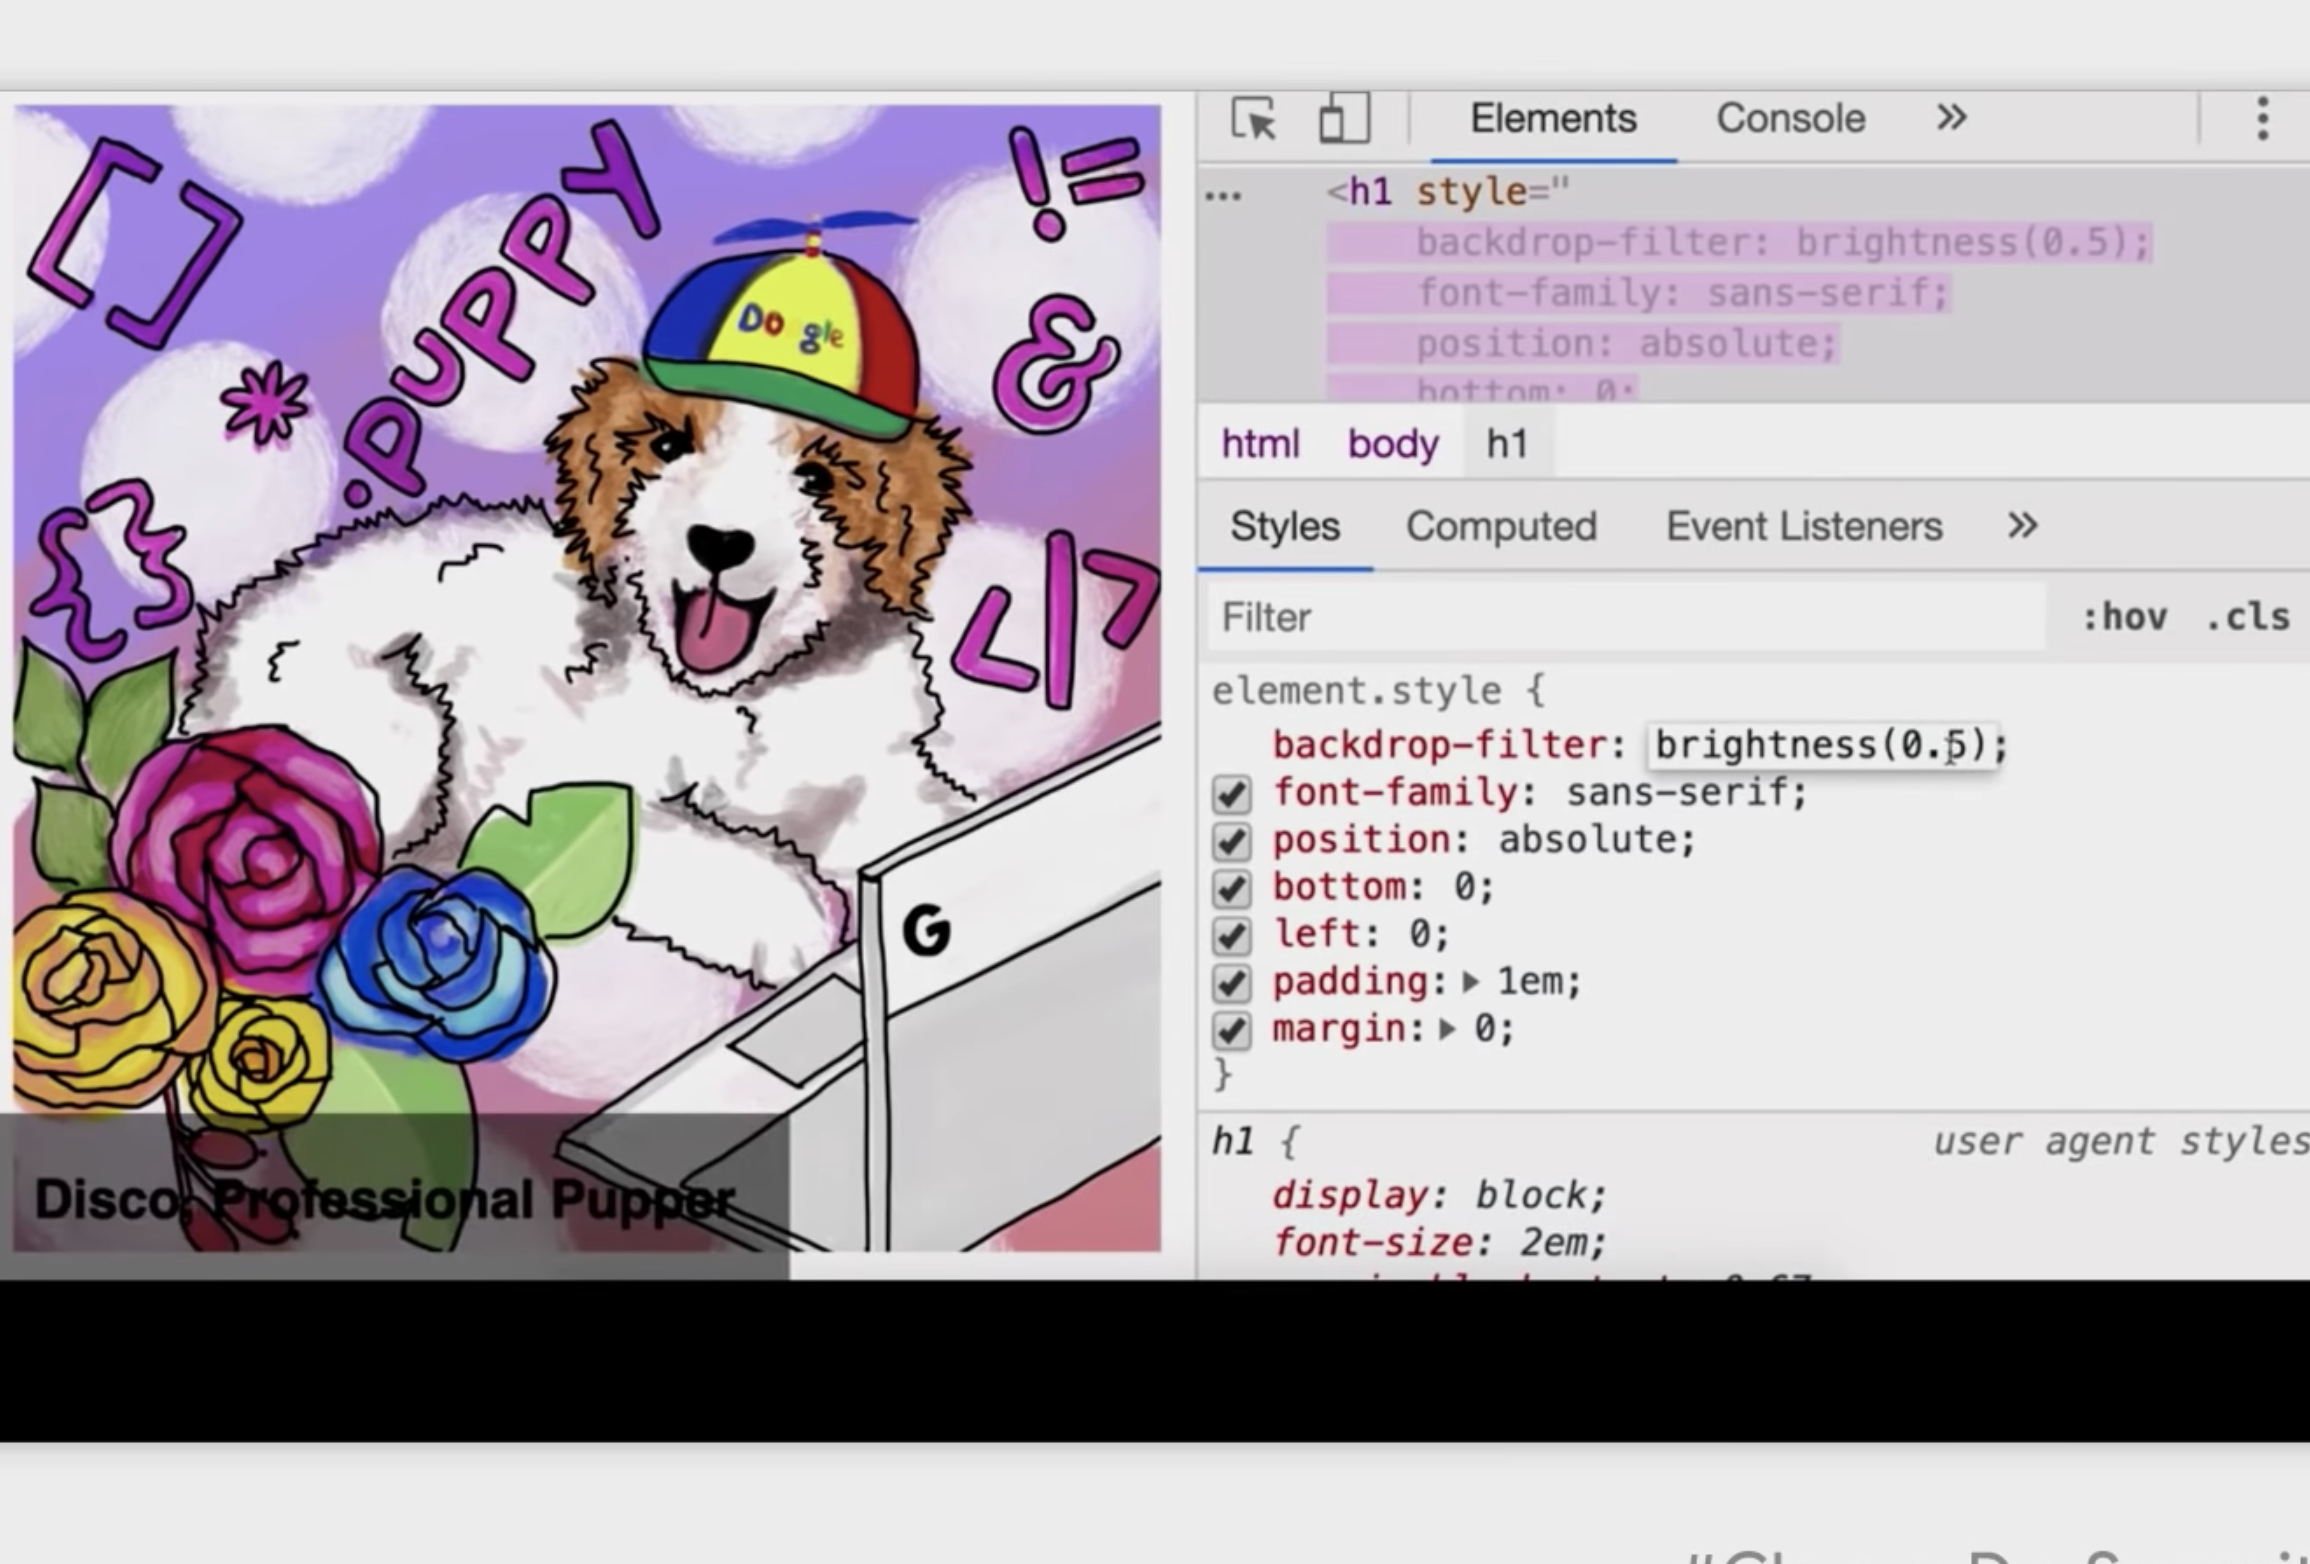 [ ]
*
.PUPPY
!=
&
{ }
<|>
Doogle
G
Disco, Professional Pupper
Elements Console »
… <h1 style="
backdrop-filter: brightness(0.5);
font-family: sans-serif;
position: absolute;
bottom: 0;
html body h1
Styles Computed Event Listeners »
Filter :hov .cls
element.style {
backdrop-filter: brightness(0.5);
font-family: sans-serif;
position: absolute;
bottom: 0;
left: 0;
padding: ▶ 1em;
margin: ▶ 0;
}
h1 { user agent styles
display: block;
font-size: 2em;